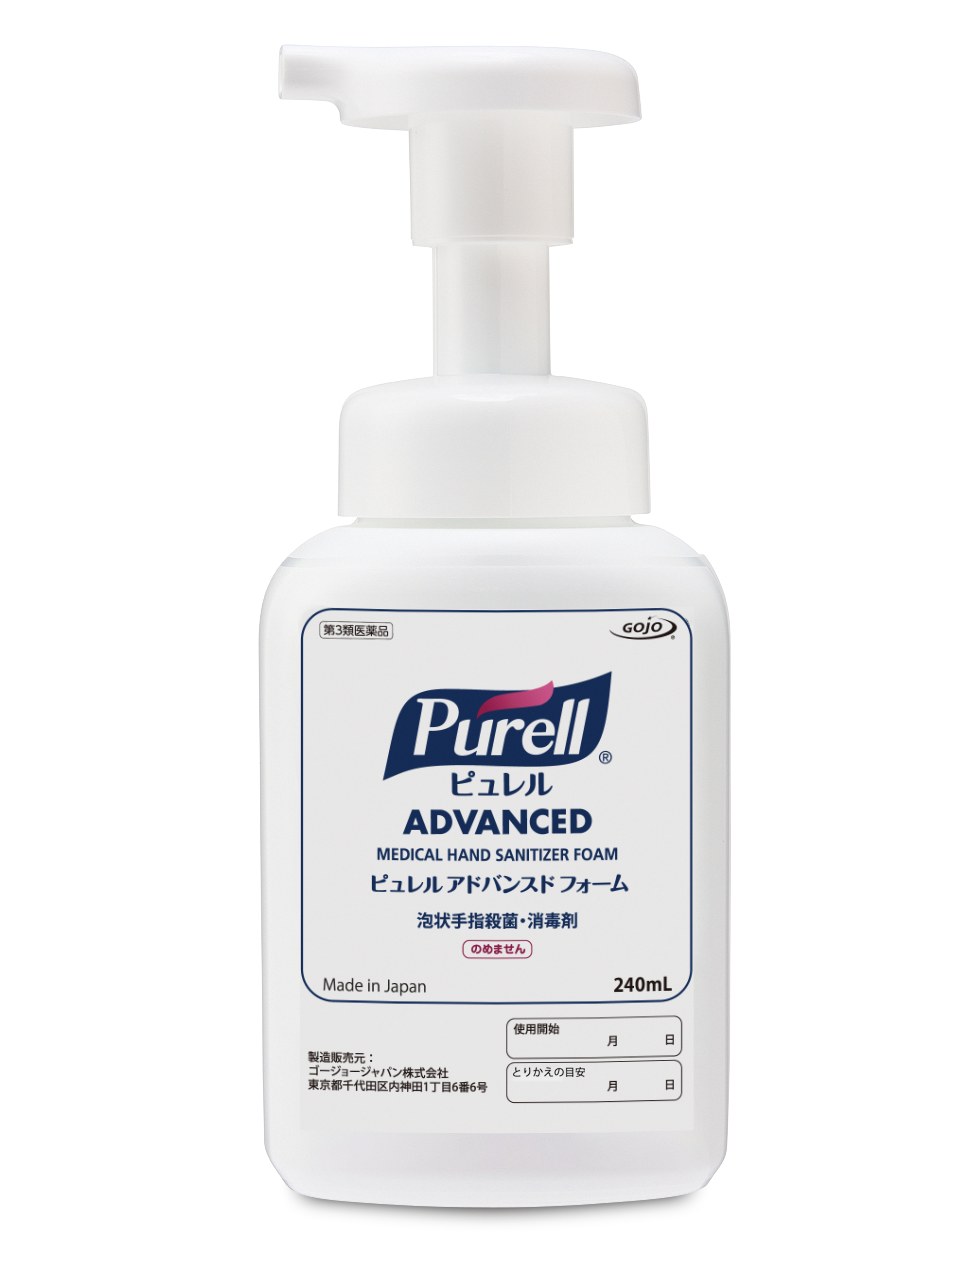 第3類医薬品
GOJO®
Purell®
ピュレル
ADVANCED
MEDICAL HAND SANITIZER FOAM
ピュレル アドバンスド フォーム
泡状手指殺菌・消毒剤
のめません
Made in Japan
240mL
使用開始
月 日
とりかえの目安
月 日
製造販売元：
ゴージョージャパン株式会社
東京都千代田区内神田1丁目6番6号